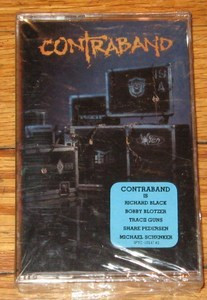 CONTRABAND
CONTRABAND
IS
RICHARD BLACK
BOBBY BLOTZER
TRACII GUNS
SHARE PEDERSEN
MICHAEL SCHENKER